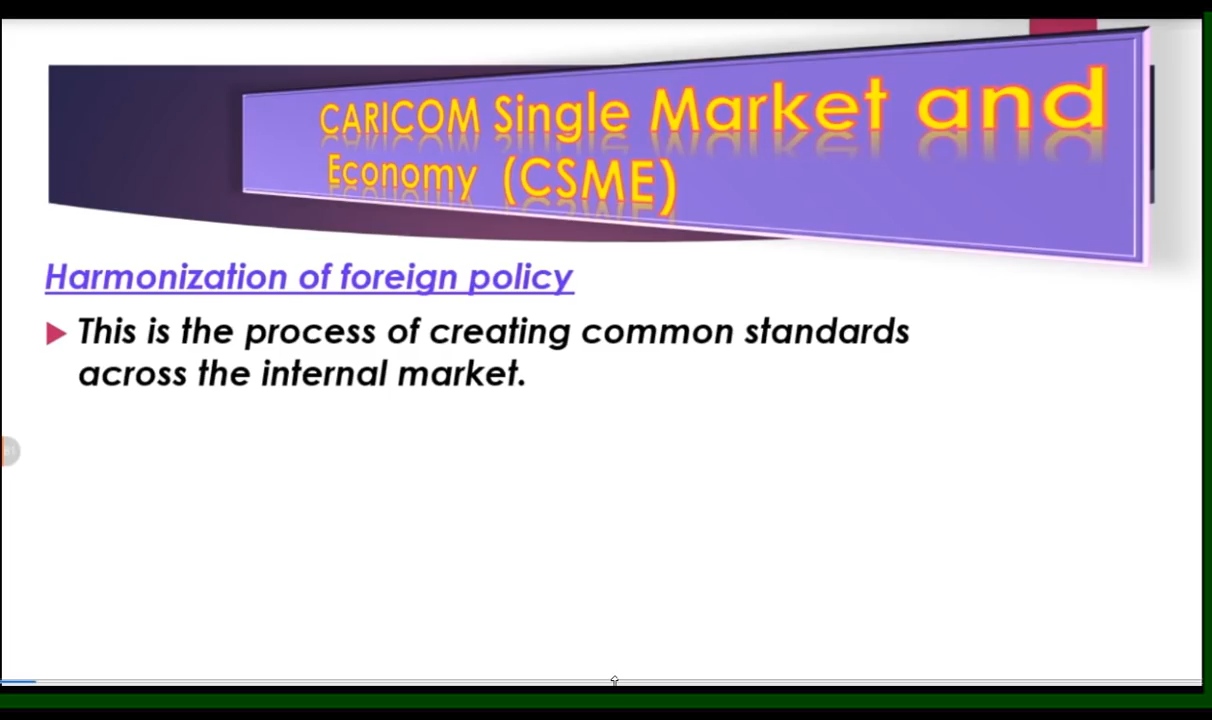 CARICOM Single Market and
Economy (CSME)
Harmonization of foreign policy
This is the process of creating common standards
across the internal market.